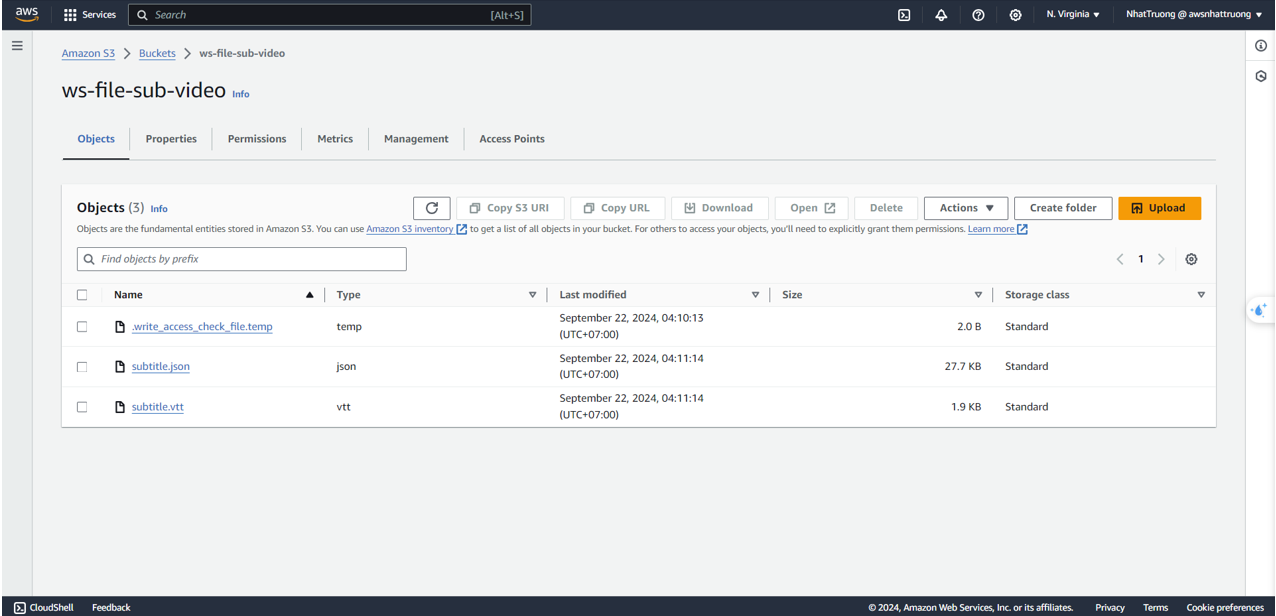 aws Services Search [Alt+S] N. Virginia NhatTruong @ awsnhattruong
Amazon S3 Buckets ws-file-sub-video
ws-file-sub-video Info
Objects Properties Permissions Metrics Management Access Points
Objects (3) Info Copy S3 URI Copy URL Download Open Delete Actions Create folder Upload
Objects are the fundamental entities stored in Amazon S3. You can use Amazon S3 inventory to get a list of all objects in your bucket. For others to access your objects, you'll need to explicitly grant them permissions. Learn more
Find objects by prefix 1
Name Type Last modified Size Storage class
.write_access_check_file.temp temp September 22, 2024, 04:10:13 2.0 B Standard
(UTC+07:00)
subtitle.json json September 22, 2024, 04:11:14 27.7 KB Standard
(UTC+07:00)
subtitle.vtt vtt September 22, 2024, 04:11:14 1.9 KB Standard
(UTC+07:00)
CloudShell Feedback © 2024, Amazon Web Services, Inc. or its affiliates. Privacy Terms Cookie preferences